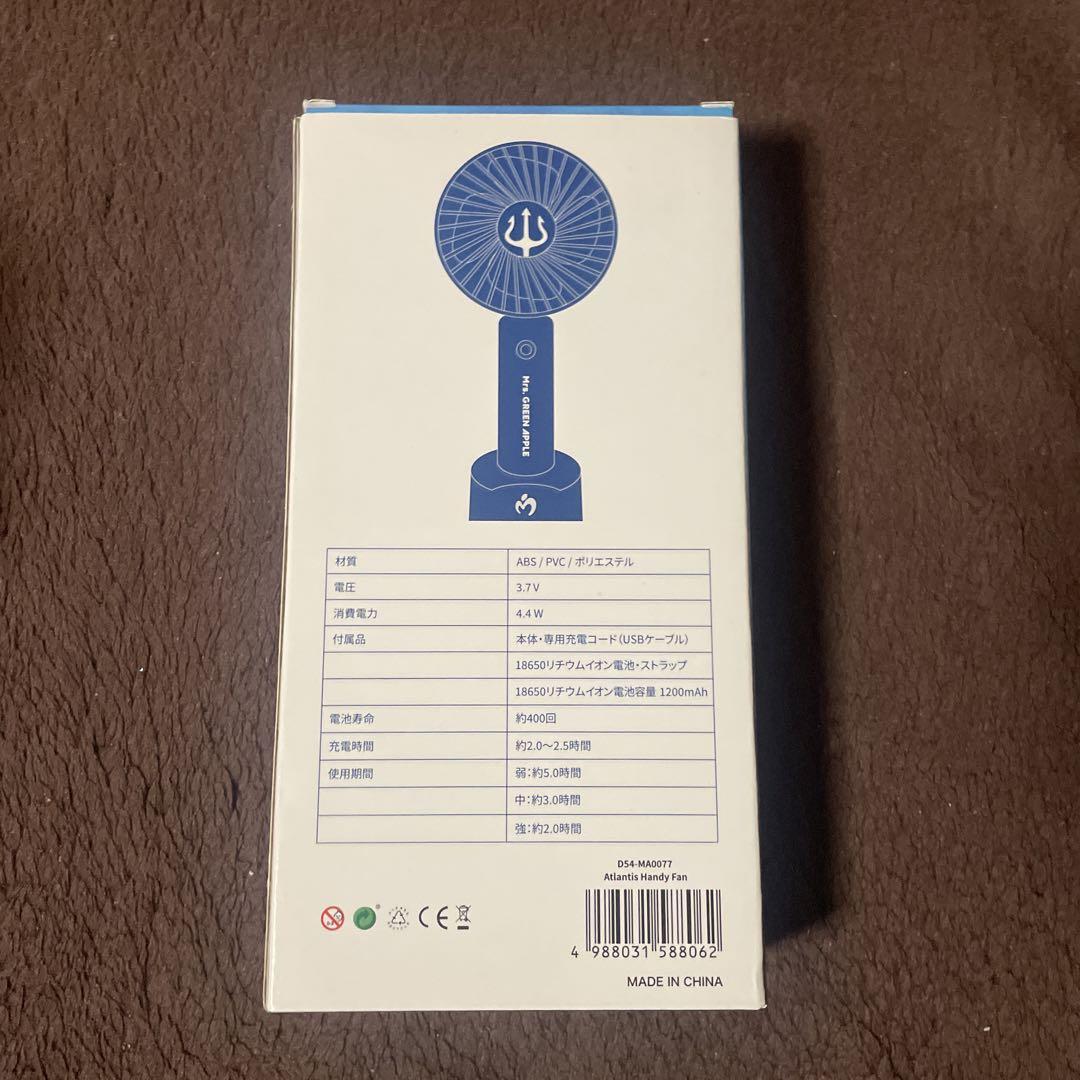 Mrs. GREEN APPLE
材質 ABS / PVC / ポリエステル
電圧 3.7 V
消費電力 4.4 W
付属品 本体・専用充電コード(USBケーブル)
18650リチウムイオン電池・ストラップ
18650リチウムイオン電池容量 1200mAh
電池寿命 約400回
充電時間 約2.0〜2.5時間
使用期間 弱:約5.0時間
中:約3.0時間
強:約2.0時間
D54-MA0077
Atlantis Handy Fan
CE
4 988031 588062
MADE IN CHINA